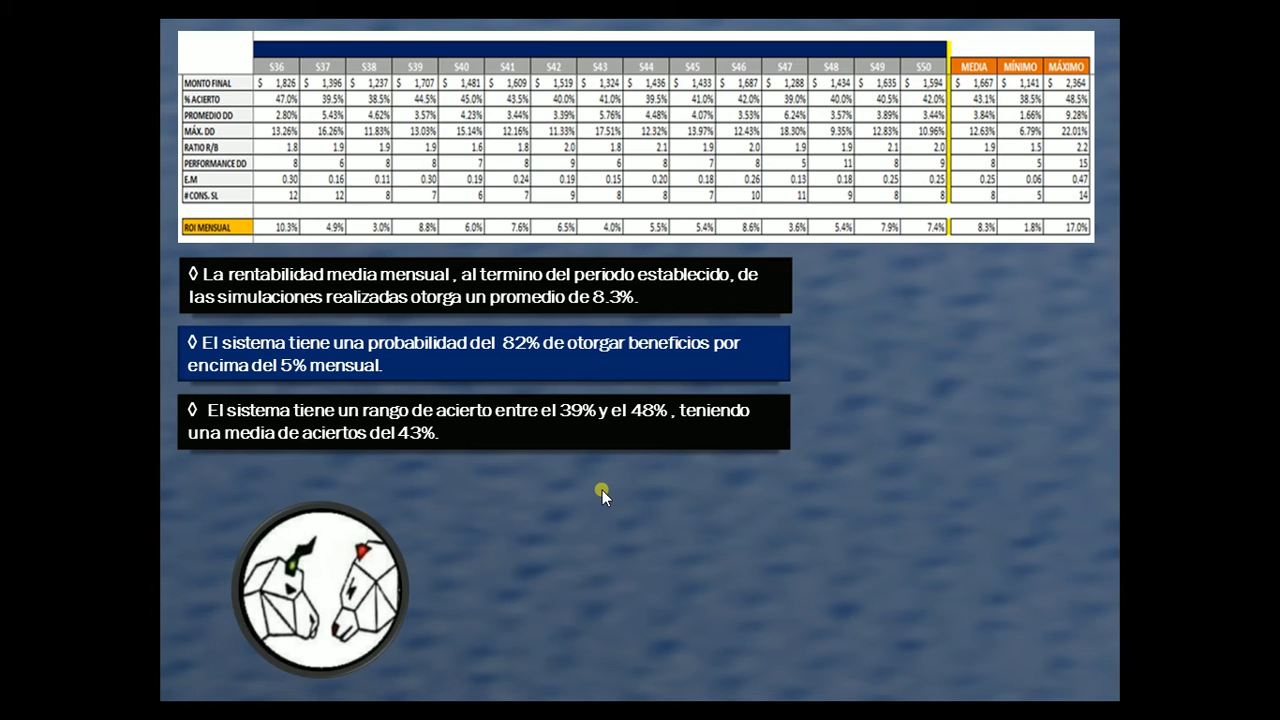 S36 S37 S38 S39 S40 S41 S42 S43 S44 S45 S46 S47 S48 S49 S50 MEDIA MÍNIMO MÁXIMO
MONTO FINAL $ 1,826 $ 1,396 $ 1,237 $ 1,707 $ 1,481 $ 1,609 $ 1,519 $ 1,324 $ 1,436 $ 1,433 $ 1,687 $ 1,288 $ 1,434 $ 1,635 $ 1,594 $ 1,667 $ 1,141 $ 2,364
% ACIERTO 47.0% 39.5% 38.5% 44.5% 45.0% 43.5% 40.0% 41.0% 39.5% 41.0% 42.0% 39.0% 40.0% 40.5% 42.0% 43.1% 38.5% 48.5%
PROMEDIO DD 2.80% 5.43% 4.62% 3.57% 4.23% 3.44% 3.39% 5.76% 4.48% 4.07% 3.53% 6.24% 3.57% 3.89% 3.44% 3.84% 1.66% 9.28%
MÁX. DD 13.26% 16.26% 11.83% 13.03% 15.14% 12.16% 11.33% 17.51% 12.32% 13.97% 12.43% 18.30% 9.35% 12.83% 10.96% 12.63% 6.79% 22.01%
RATIO R/B 1.8 1.9 1.9 1.9 1.6 1.8 2.0 1.8 2.1 1.9 2.0 1.9 1.9 2.1 2.0 1.9 1.5 2.2
PERFORMANCE DD 8 6 8 8 7 8 9 6 8 7 8 5 11 8 9 8 5 15
E.M 0.30 0.16 0.11 0.30 0.19 0.24 0.19 0.15 0.20 0.18 0.26 0.13 0.18 0.25 0.25 0.25 0.06 0.47
# CONS. SL 12 12 8 7 6 7 9 8 8 7 10 11 9 8 8 8 5 14
ROI MENSUAL 10.3% 4.9% 3.0% 8.8% 6.0% 7.6% 6.5% 4.0% 5.5% 5.4% 8.6% 3.6% 5.4% 7.9% 7.4% 8.3% 1.8% 17.0%
◊ La rentabilidad media mensual , al termino del periodo establecido, de
las simulaciones realizadas otorga un promedio de 8.3%.
◊ El sistema tiene una probabilidad del 82% de otorgar beneficios por
encima del 5% mensual.
◊ El sistema tiene un rango de acierto entre el 39% y el 48% , teniendo
una media de aciertos del 43%.